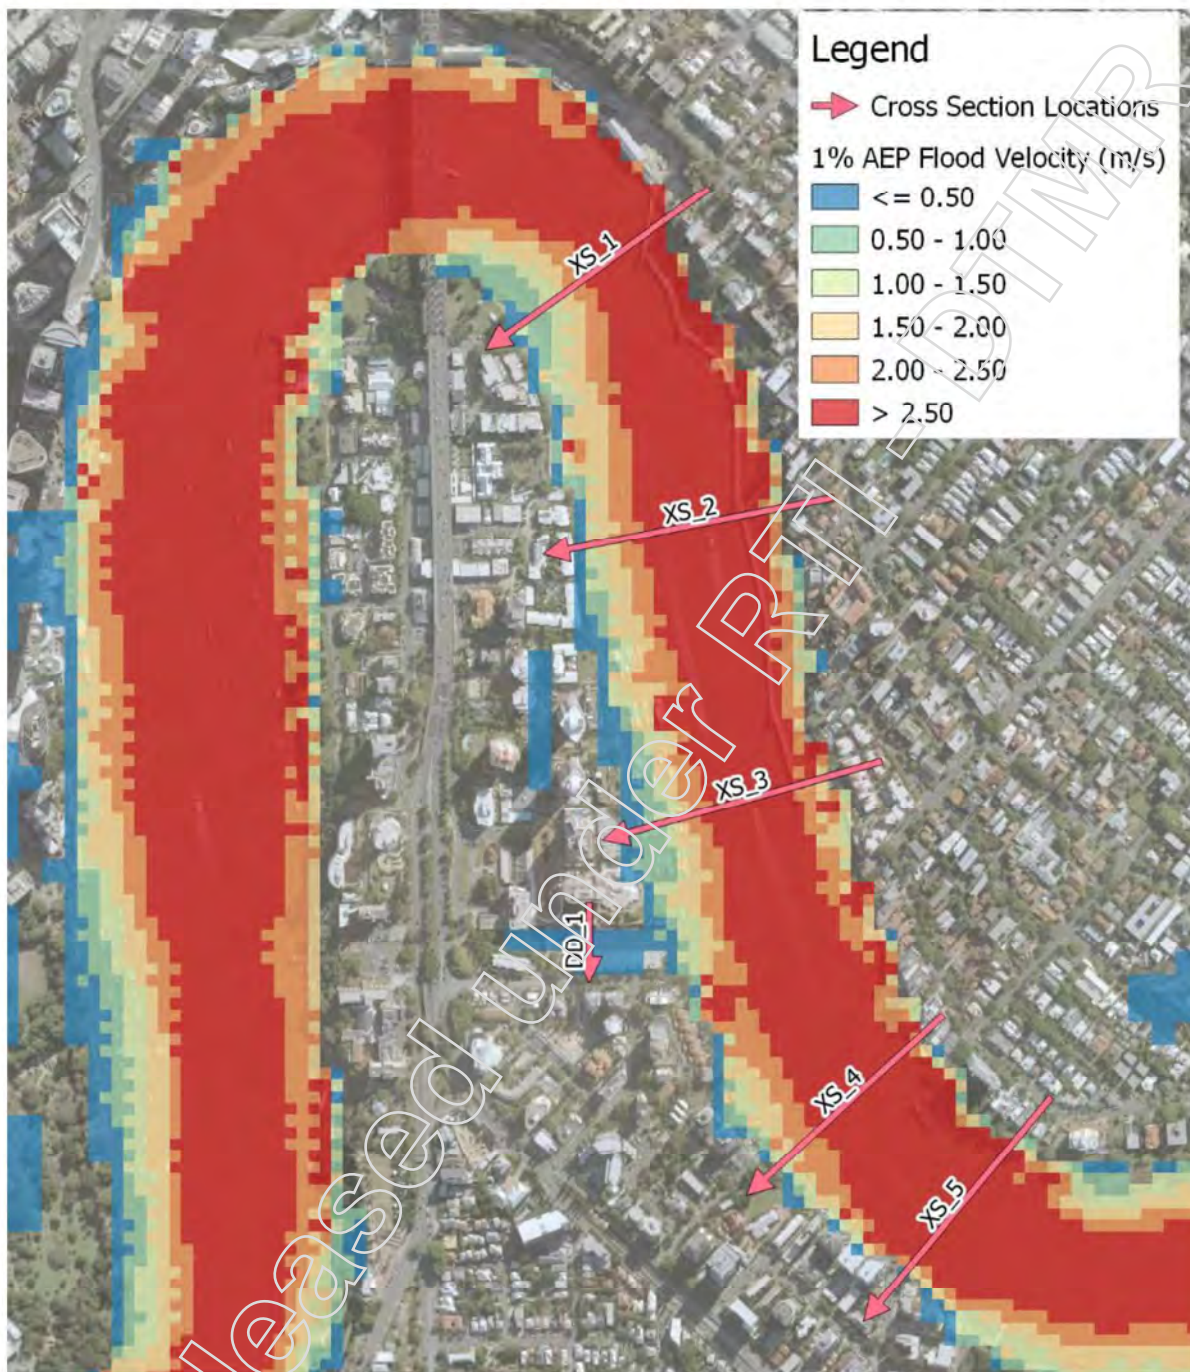 Legend
Cross Section Locations
1% AEP Flood Velocity (m/s)
<= 0.50
0.50 - 1.00
1.00 - 1.50
1.50 - 2.00
2.00 - 2.50
> 2.50
XS_1
XS_2
XS_3
DD_1
XS_4
XS_5
leased under RTI - DTMR